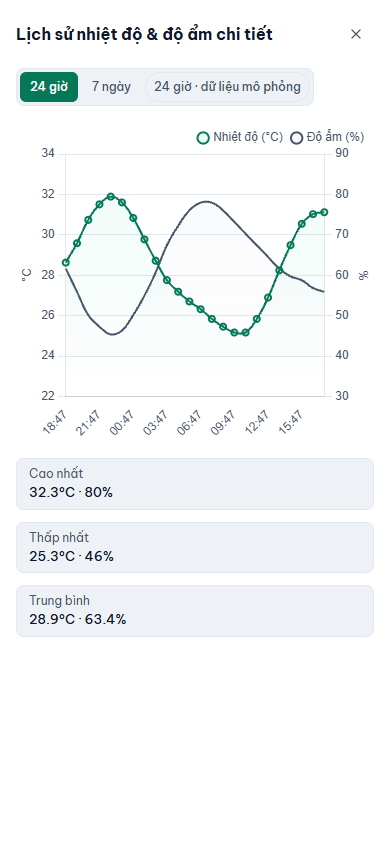 Lịch sử nhiệt độ & độ ẩm chi tiết
24 giờ 7 ngày 24 giờ · dữ liệu mô phỏng
Nhiệt độ (°C) Độ ẩm (%)
34 90
32 80
30 70
28 60
26 50
24 40
22 30
°C
%
18:47 21:47 00:47 03:47 06:47 09:47 12:47 15:47
Cao nhất
32.3°C · 80%
Thấp nhất
25.3°C · 46%
Trung bình
28.9°C · 63.4%